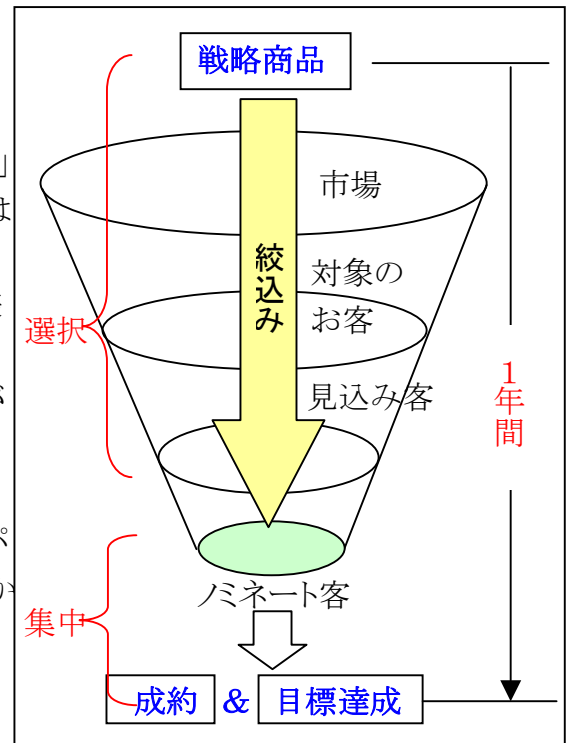 戦略商品
市場
絞込み
対象の
お客
選択
見込み客
1年間
ノミネート客
集中
成約 & 目標達成
」
は